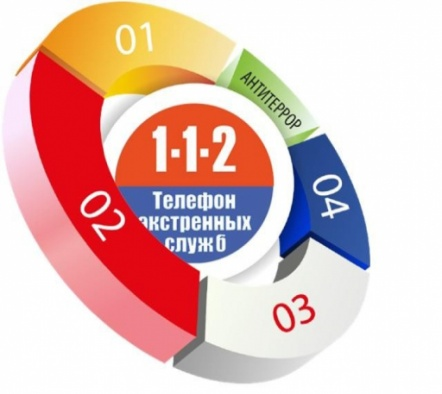 01
АНТИТЕРРОР
1·1·2
Телефон
экстренных
служб
04
02
03